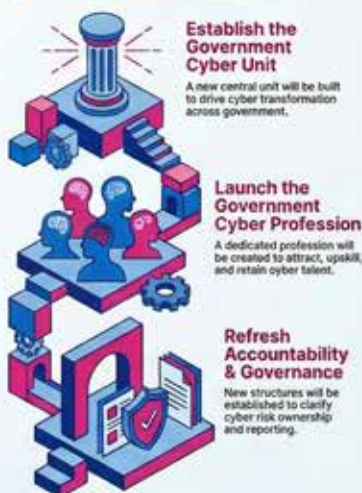 Establish the
Government
Cyber Unit
A new central unit will be built
to drive cyber transformation
across government.
Launch the
Government
Cyber Profession
A dedicated profession will
be created to attract, upskill,
and retain cyber talent.
Refresh
Accountability
& Governance
New structures will be
established to clarify
cyber risk ownership
and reporting.